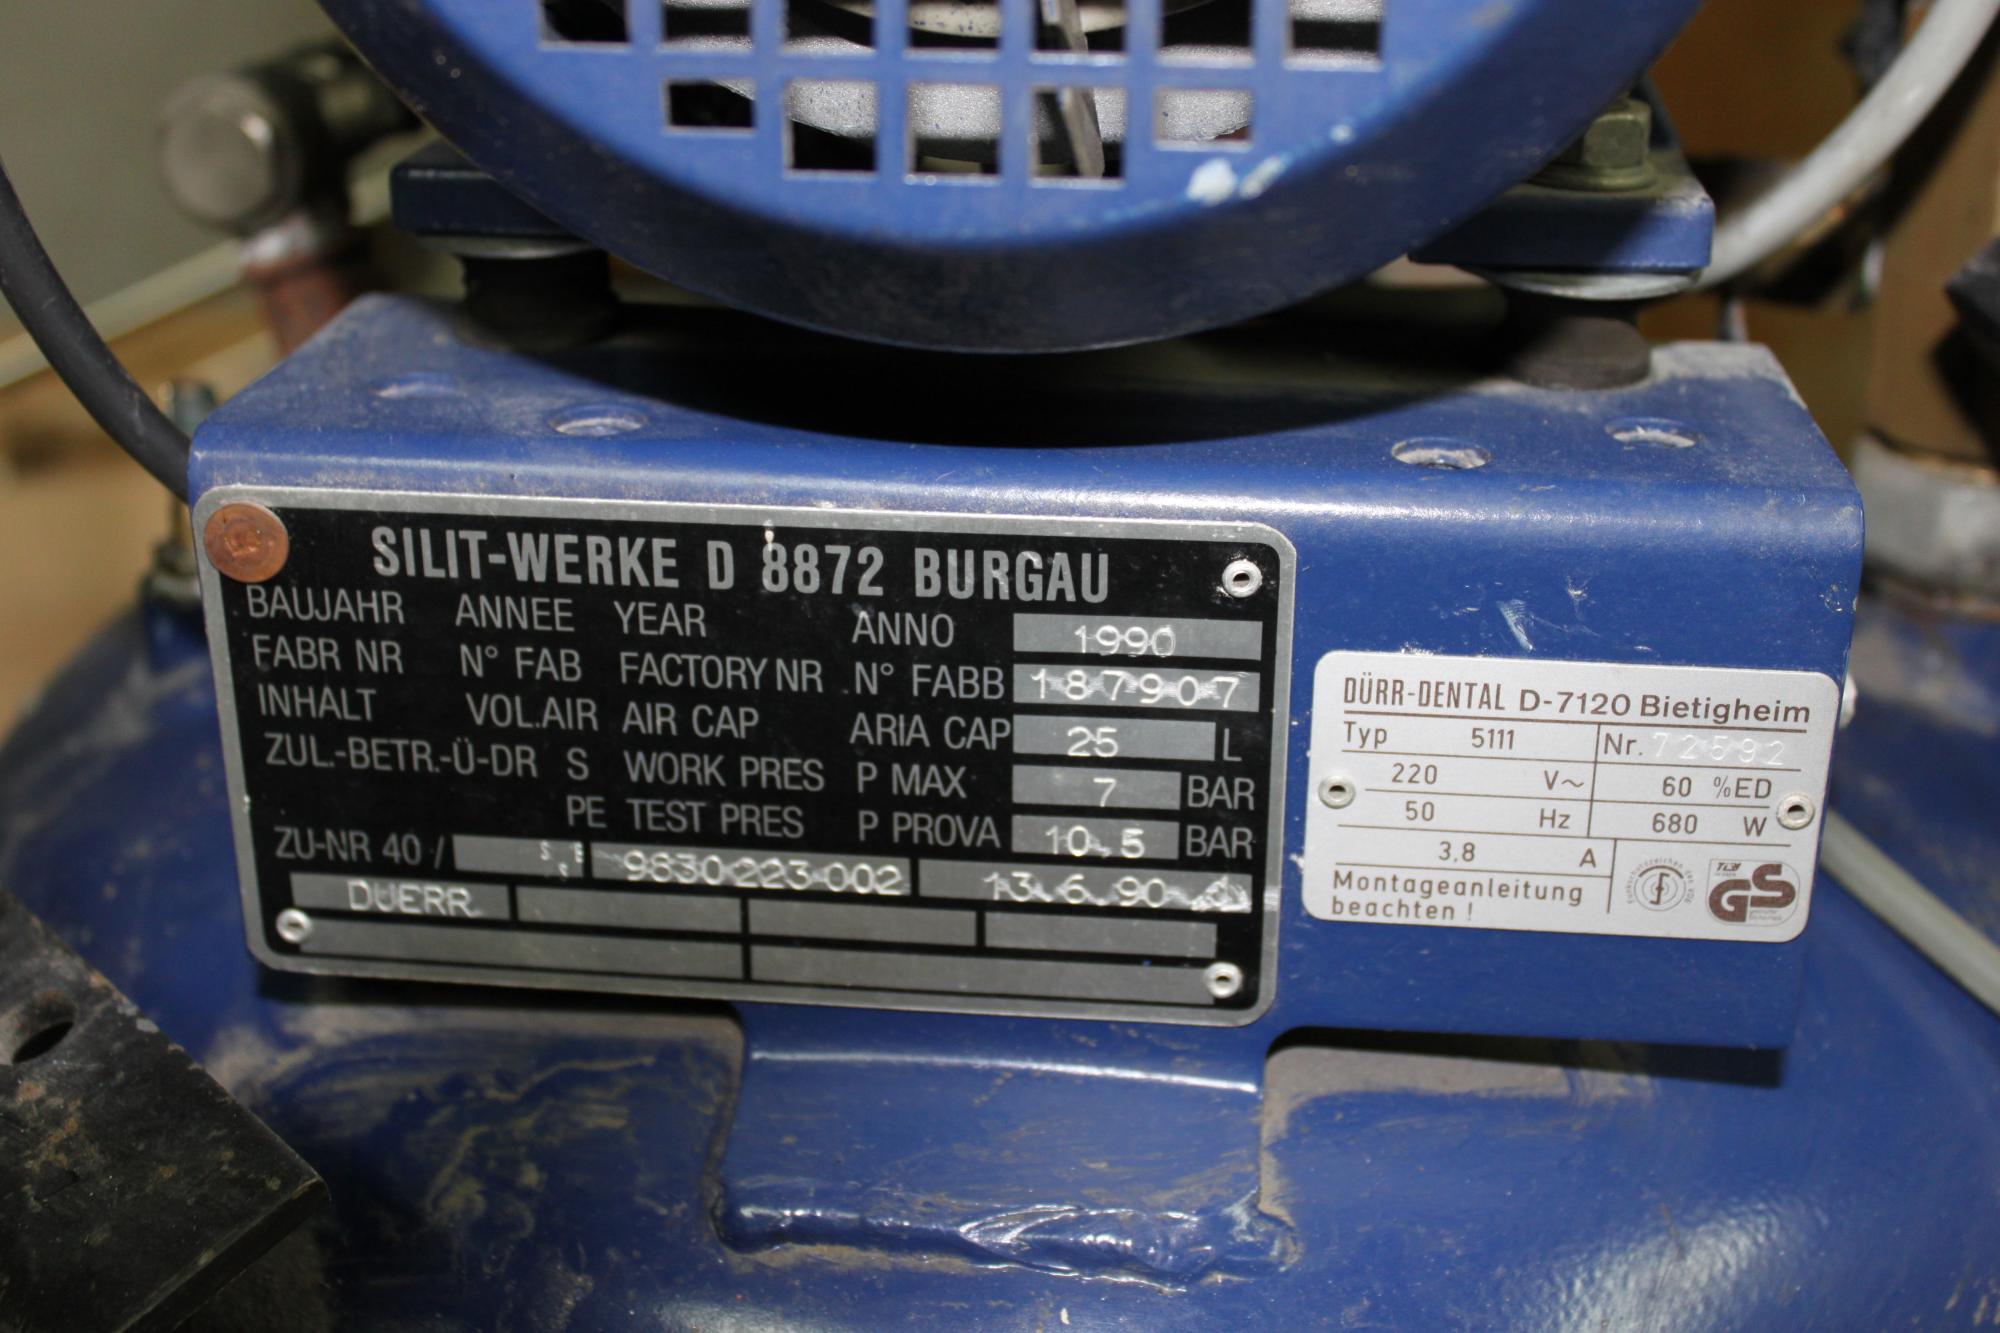 SILIT-WERKE D 8872 BURGAU
BAUJAHR ANNEE YEAR ANNO 1990
FABR NR N° FAB FACTORY NR N° FABB 187907
INHALT VOL.AIR AIR CAP ARIA CAP 25 L
ZUL.-BETR.-Ü-DR S WORK PRES P MAX 7 BAR
PE TEST PRES P PROVA 10,5 BAR
ZU-NR 40 / 9830-223-002 13.6.90
DUERR
DÜRR-DENTAL D-7120 Bietigheim
Typ 5111 Nr. 72592
220 V~ 60 %ED
50 Hz 680 W
3,8 A
Montageanleitung
beachten !
TÜV
GS